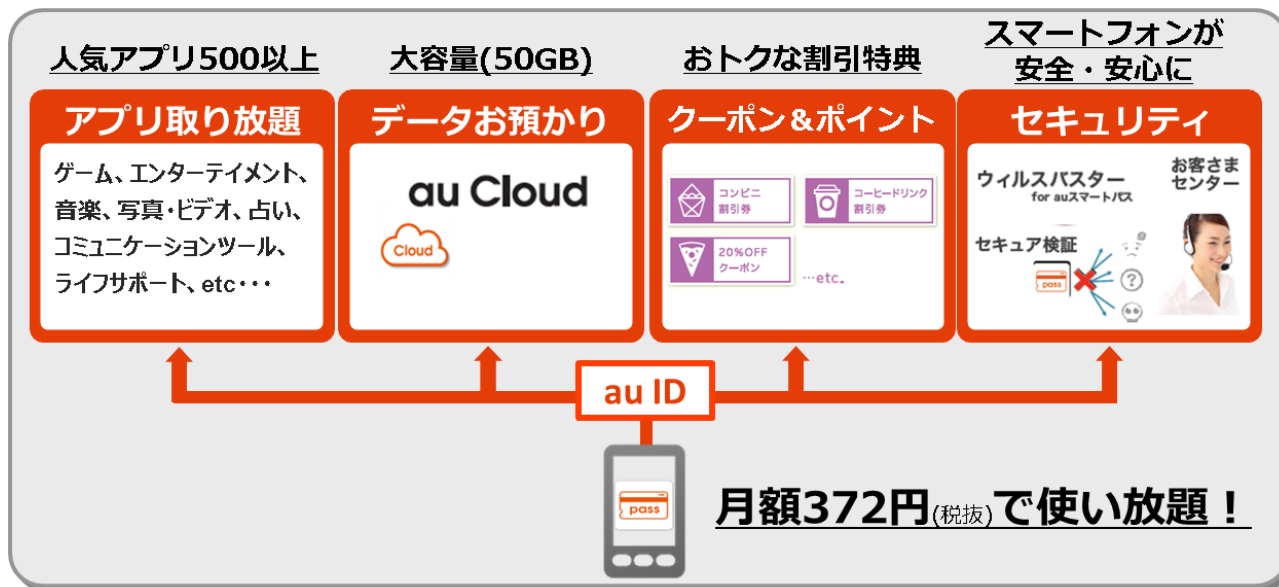 人気アプリ500以上
アプリ取り放題
ゲーム、エンターテイメント、
音楽、写真・ビデオ、占い、
コミュニケーションツール、
ライフサポート、etc・・・
大容量(50GB)
データお預かり
au Cloud
Cloud
おトクな割引特典
クーポン＆ポイント
コンビニ
割引券
コーヒードリンク
割引券
20%OFF
クーポン
…etc.
スマートフォンが
安全・安心に
セキュリティ
ウィルスバスター
for auスマートパス
お客さま
センター
セキュア検証
pass
?
au ID
pass
月額372円(税抜)で使い放題！